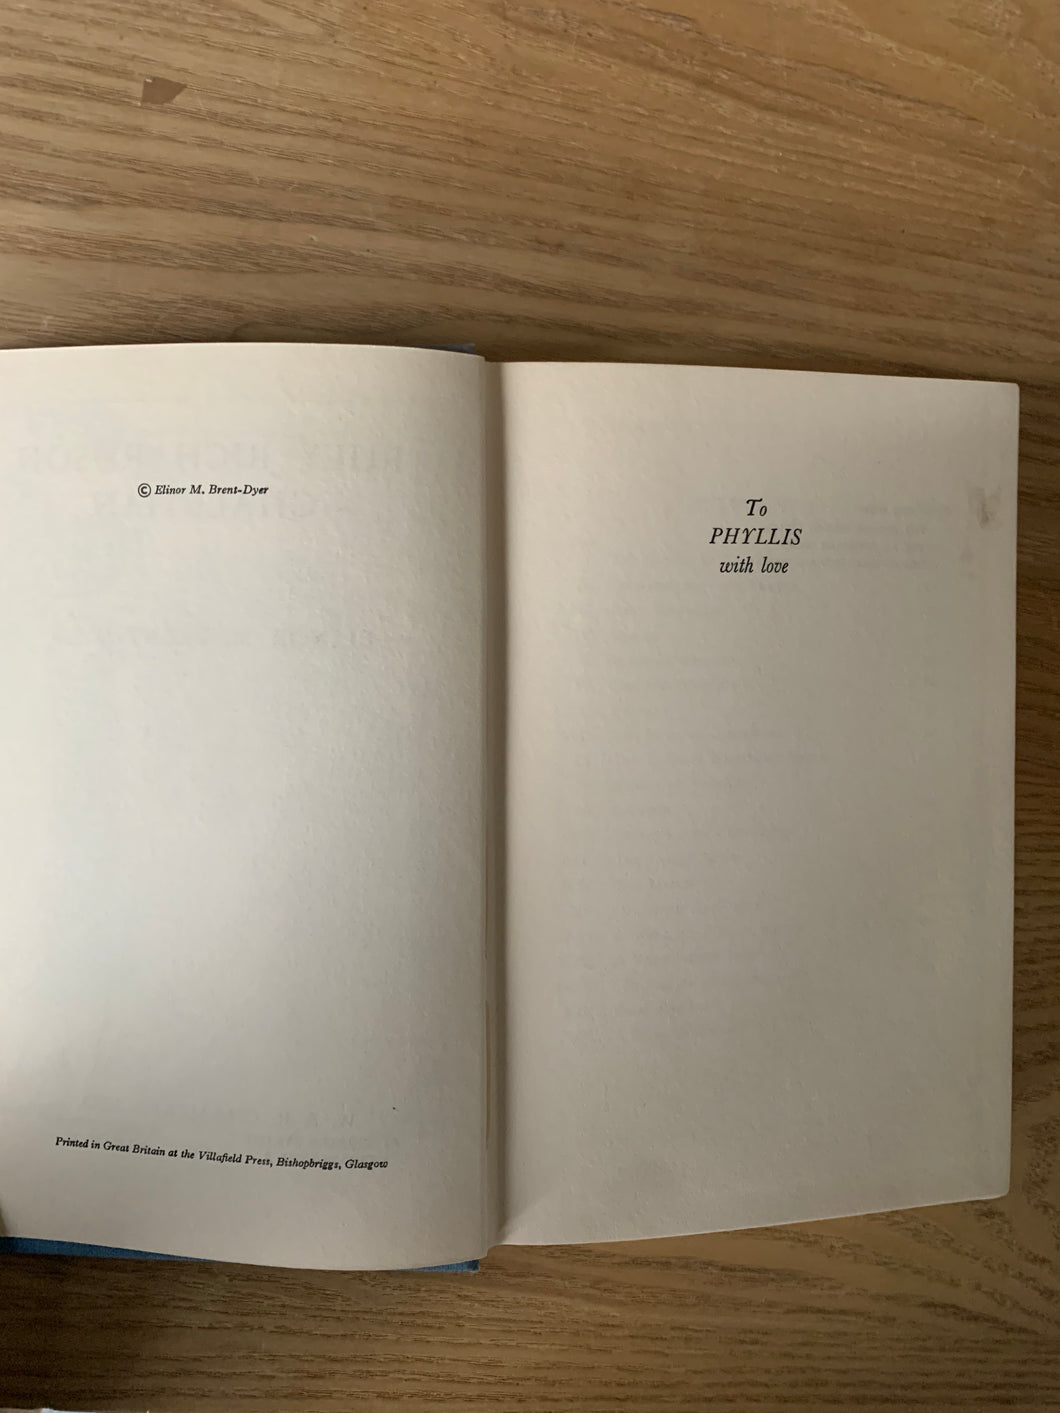 © Elinor M. Brent-Dyer
Printed in Great Britain at the Villafield Press, Bishopbriggs, Glasgow
To
PHYLLIS
with love